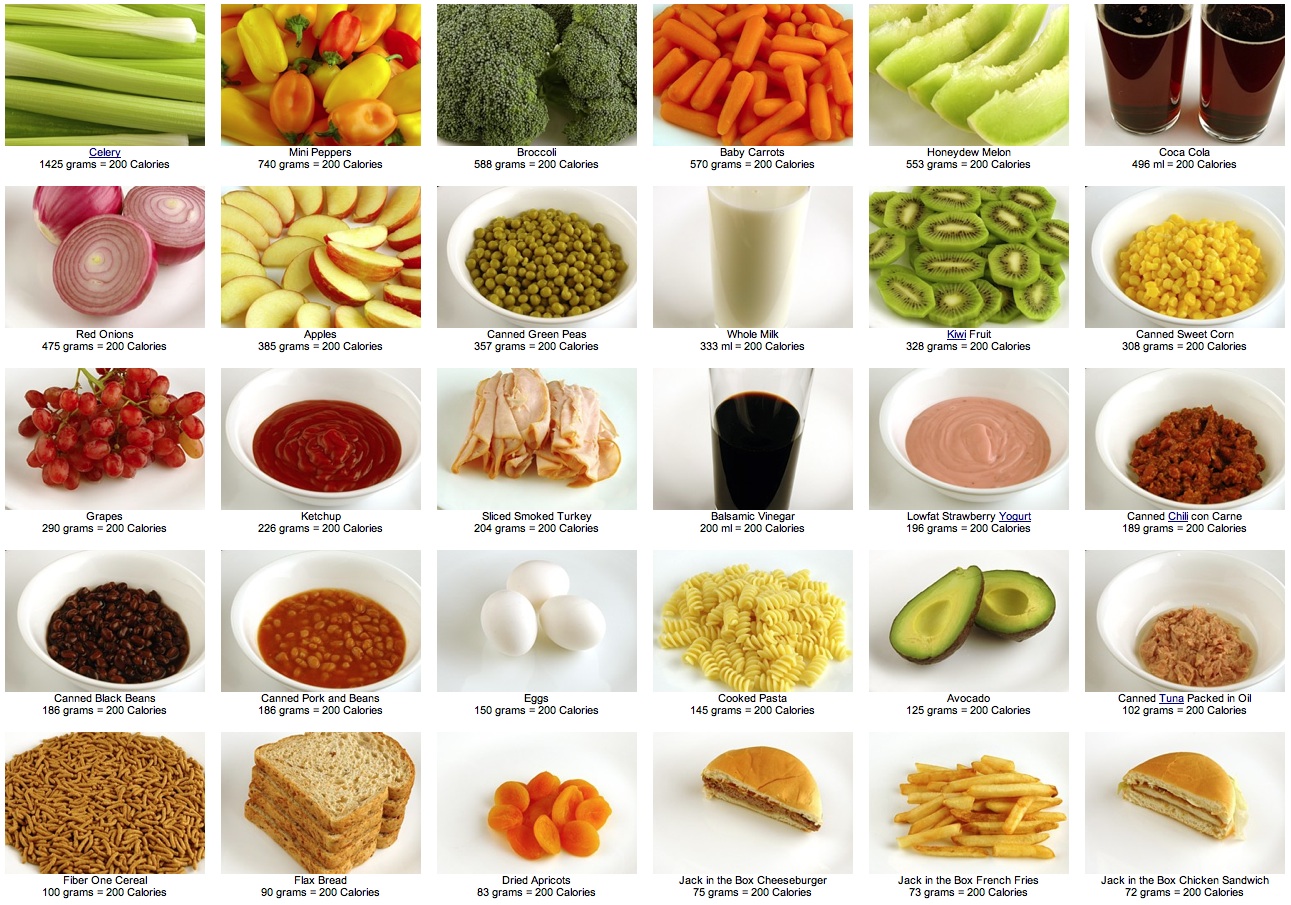 Celery
1425 grams = 200 Calories
Mini Peppers
740 grams = 200 Calories
Broccoli
588 grams = 200 Calories
Baby Carrots
570 grams = 200 Calories
Honeydew Melon
553 grams = 200 Calories
Coca Cola
496 ml = 200 Calories
Red Onions
475 grams = 200 Calories
Apples
385 grams = 200 Calories
Canned Green Peas
357 grams = 200 Calories
Whole Milk
333 ml = 200 Calories
Kiwi Fruit
328 grams = 200 Calories
Canned Sweet Corn
308 grams = 200 Calories
Grapes
290 grams = 200 Calories
Ketchup
226 grams = 200 Calories
Sliced Smoked Turkey
204 grams = 200 Calories
Balsamic Vinegar
200 ml = 200 Calories
Lowfat Strawberry Yogurt
196 grams = 200 Calories
Canned Chili con Carne
189 grams = 200 Calories
Canned Black Beans
186 grams = 200 Calories
Canned Pork and Beans
186 grams = 200 Calories
Eggs
150 grams = 200 Calories
Cooked Pasta
145 grams = 200 Calories
Avocado
125 grams = 200 Calories
Canned Tuna Packed in Oil
102 grams = 200 Calories
Fiber One Cereal
100 grams = 200 Calories
Flax Bread
90 grams = 200 Calories
Dried Apricots
83 grams = 200 Calories
Jack in the Box Cheeseburger
75 grams = 200 Calories
Jack in the Box French Fries
73 grams = 200 Calories
Jack in the Box Chicken Sandwich
72 grams = 200 Calories